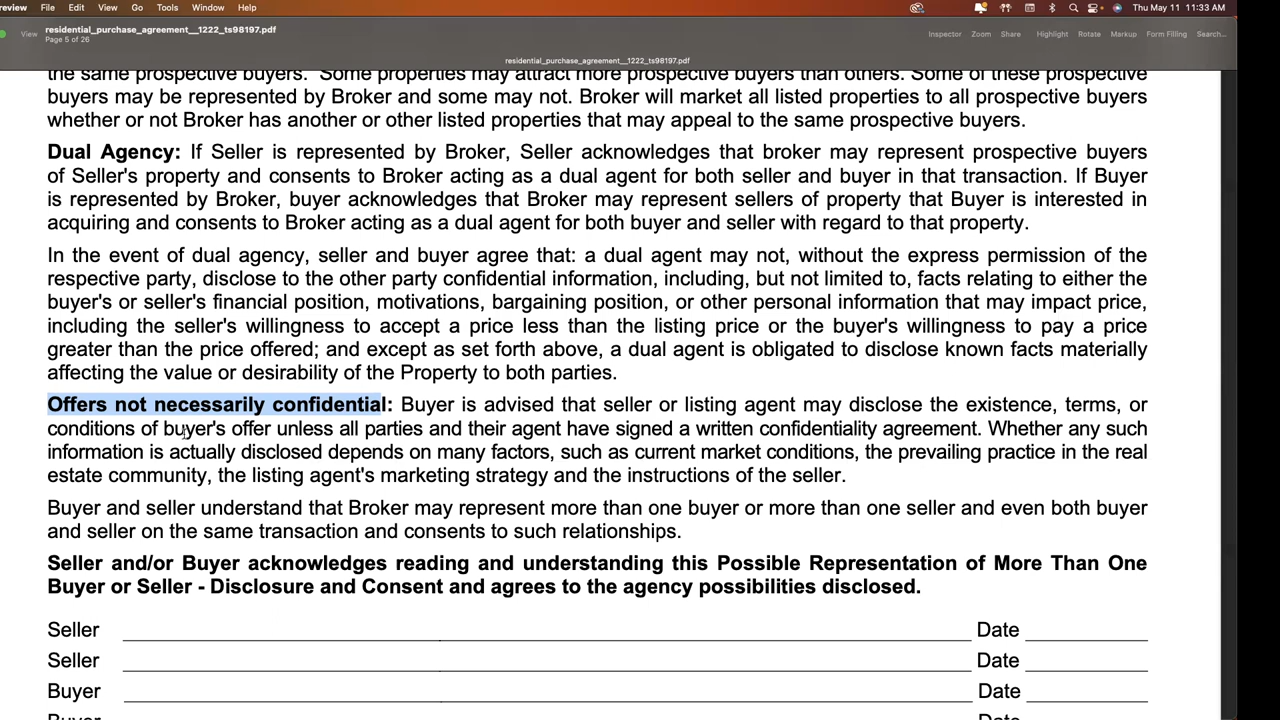 review File Edit View Go Tools Window Help Thu May 11 11:33 AM
View residential_purchase_agreement__1222_ts98197.pdf Inspector Zoom Share Highlight Rotate Markup Form Filling Search...
Page 5 of 26
residential_purchase_agreement__1222_ts98197.pdf
the same prospective buyers. Some properties may attract more prospective buyers than others. Some of these prospective
buyers may be represented by Broker and some may not. Broker will market all listed properties to all prospective buyers
whether or not Broker has another or other listed properties that may appeal to the same prospective buyers.
Dual Agency: If Seller is represented by Broker, Seller acknowledges that broker may represent prospective buyers
of Seller's property and consents to Broker acting as a dual agent for both seller and buyer in that transaction. If Buyer
is represented by Broker, buyer acknowledges that Broker may represent sellers of property that Buyer is interested in
acquiring and consents to Broker acting as a dual agent for both buyer and seller with regard to that property.
In the event of dual agency, seller and buyer agree that: a dual agent may not, without the express permission of the
respective party, disclose to the other party confidential information, including, but not limited to, facts relating to either the
buyer's or seller's financial position, motivations, bargaining position, or other personal information that may impact price,
including the seller's willingness to accept a price less than the listing price or the buyer's willingness to pay a price
greater than the price offered; and except as set forth above, a dual agent is obligated to disclose known facts materially
affecting the value or desirability of the Property to both parties.
Offers not necessarily confidential: Buyer is advised that seller or listing agent may disclose the existence, terms, or
conditions of buyer's offer unless all parties and their agent have signed a written confidentiality agreement. Whether any such
information is actually disclosed depends on many factors, such as current market conditions, the prevailing practice in the real
estate community, the listing agent's marketing strategy and the instructions of the seller.
Buyer and seller understand that Broker may represent more than one buyer or more than one seller and even both buyer
and seller on the same transaction and consents to such relationships.
Seller and/or Buyer acknowledges reading and understanding this Possible Representation of More Than One
Buyer or Seller - Disclosure and Consent and agrees to the agency possibilities disclosed.
Seller Date
Seller Date
Buyer Date
Buyer